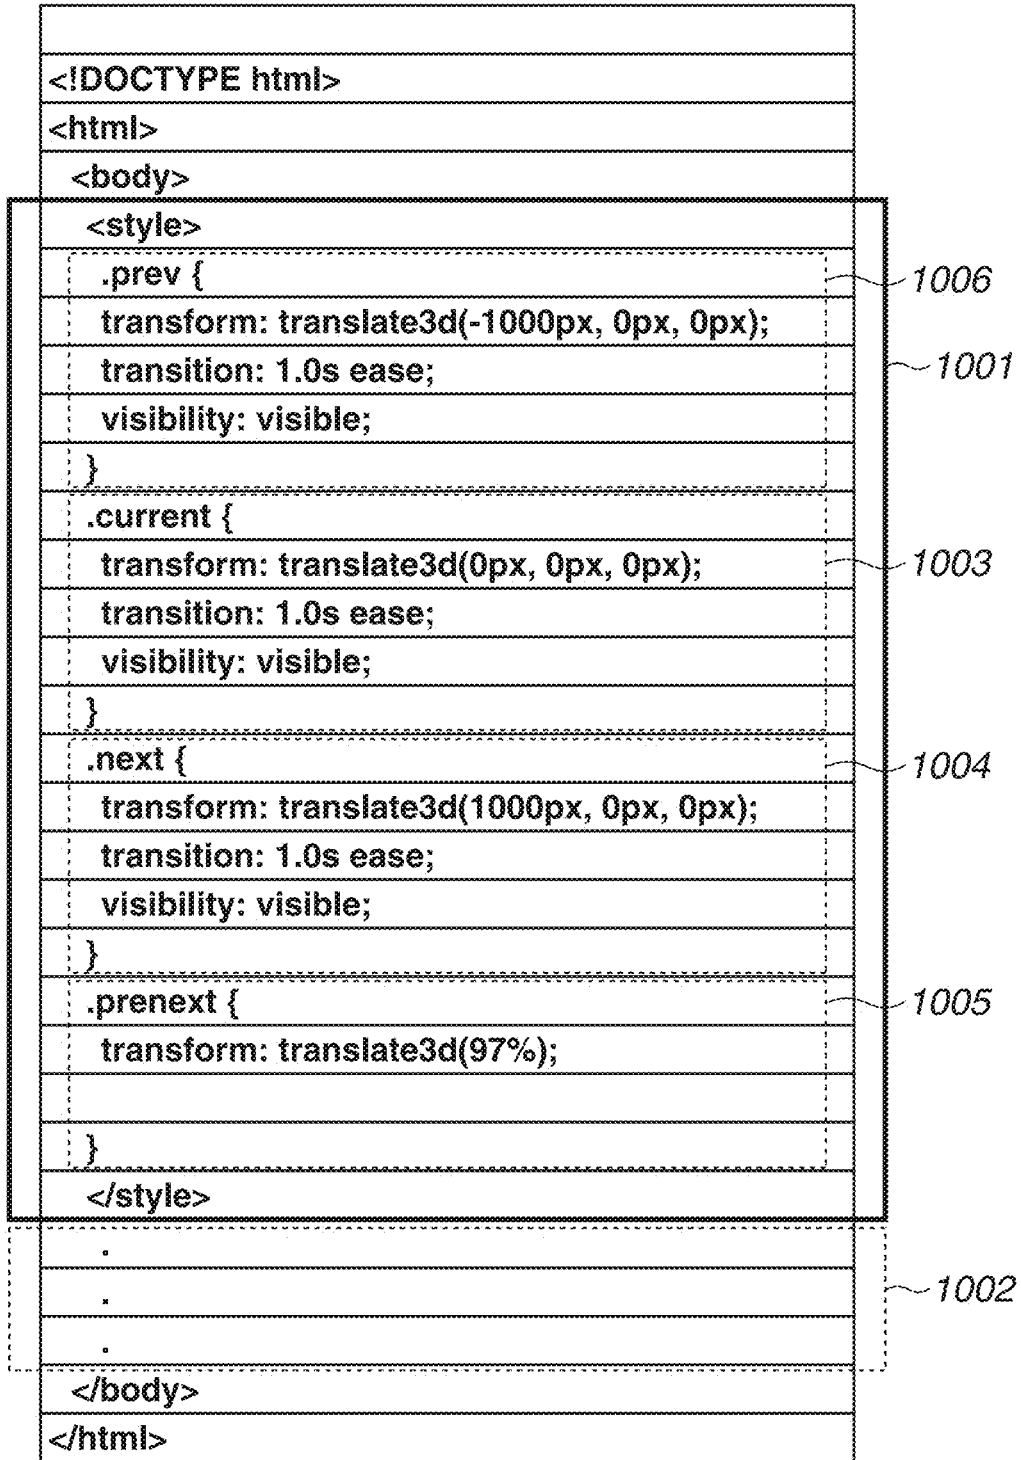 <!DOCTYPE html>
<html>
<body>
<style>
.prev {
1006
transform: translate3d(-1000px, 0px, 0px);
transition: 1.0s ease;
1001
visibility: visible;
}
.current {
transform: translate3d(0px, 0px, 0px);
1003
transition: 1.0s ease;
visibility: visible;
}
.next {
1004
transform: translate3d(1000px, 0px, 0px);
transition: 1.0s ease;
visibility: visible;
}
.prenext {
1005
transform: translate3d(97%);
}
</style>
.
.
1002
.
</body>
</html>